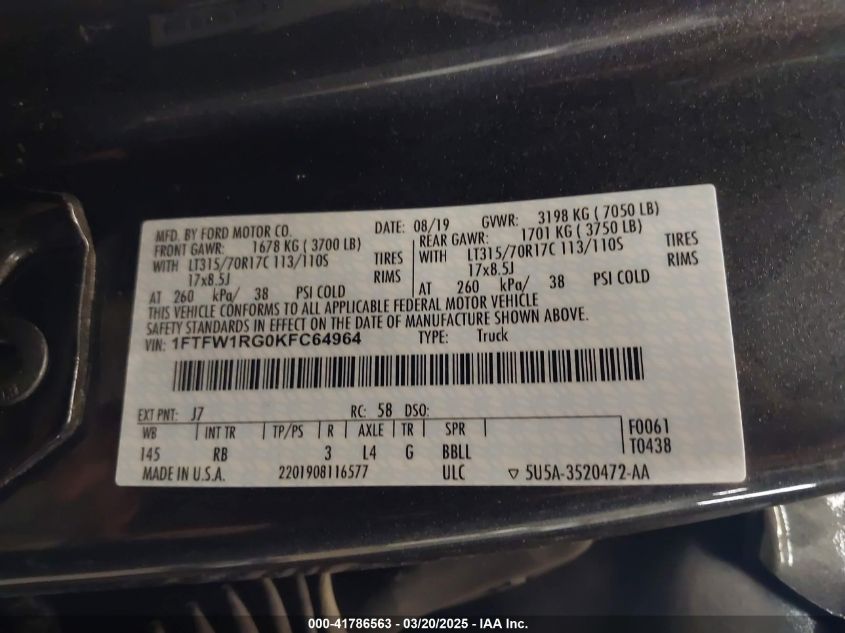 MFD. BY FORD MOTOR CO. DATE: 08/19 GVWR: 3198 KG ( 7050 LB)
FRONT GAWR: 1678 KG ( 3700 LB) REAR GAWR: 1701 KG ( 3750 LB)
WITH LT315/70R17C 113/110S TIRES WITH LT315/70R17C 113/110S TIRES
17x8.5J RIMS 17x8.5J RIMS
AT 260 kPa/ 38 PSI COLD AT 260 kPa/ 38 PSI COLD
THIS VEHICLE CONFORMS TO ALL APPLICABLE FEDERAL MOTOR VEHICLE
SAFETY STANDARDS IN EFFECT ON THE DATE OF MANUFACTURE SHOWN ABOVE.
VIN: 1FTFW1RG0KFC64964 TYPE: Truck
EXT PNT: J7 RC: 58 DSO:
WB INT TR TP/PS R AXLE TR SPR F0061
145 RB 3 L4 G BBLL T0438
MADE IN U.S.A. 2201908116577 ULC ▽ 5U5A-3520472-AA
000-41786563 - 03/20/2025 - IAA Inc.